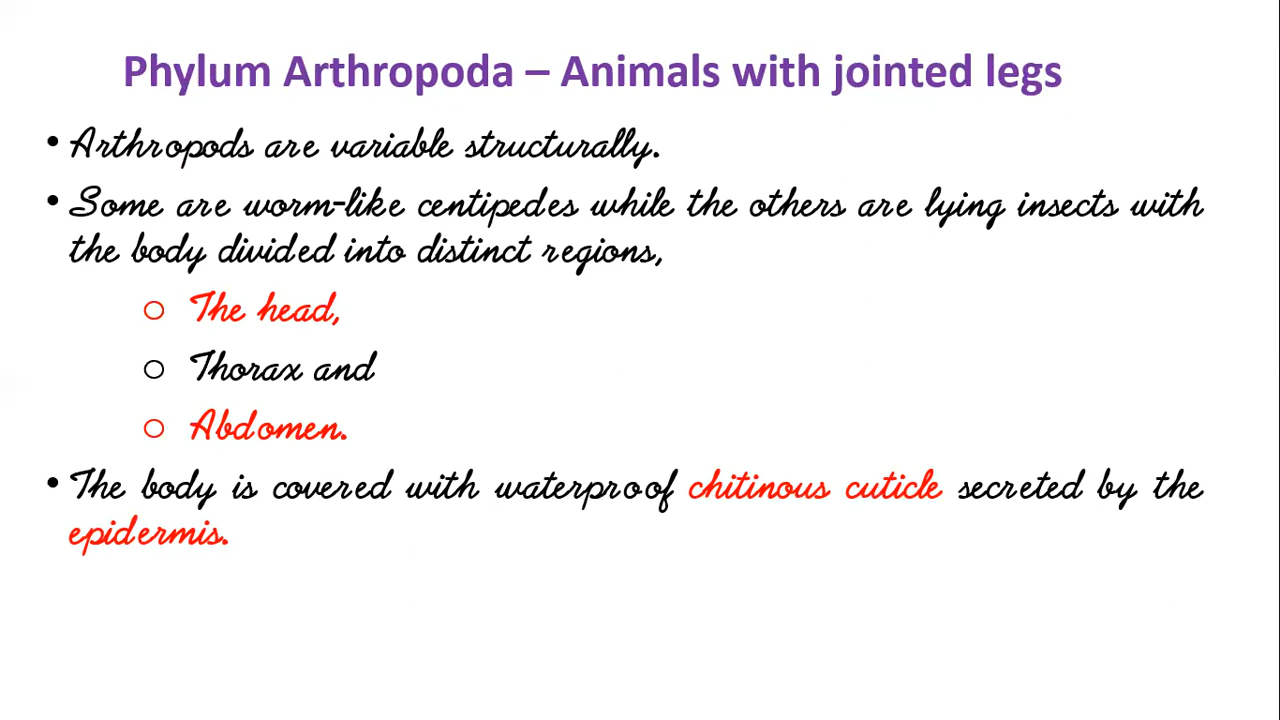 Phylum Arthropoda – Animals with jointed legs
• Arthropods are variable structurally.
• Some are worm-like centipedes while the others are lying insects with
the body divided into distinct regions,
o The head,
o Thorax and
o Abdomen.
• The body is covered with waterproof chitinous cuticle secreted by the
epidermis.